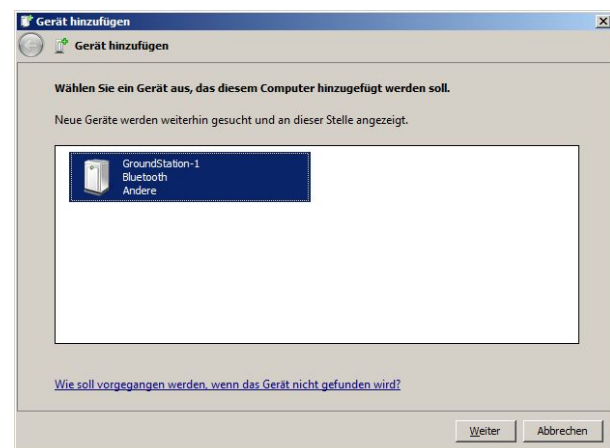 Gerät hinzufügen
Gerät hinzufügen
Wählen Sie ein Gerät aus, das diesem Computer hinzugefügt werden soll.
Neue Geräte werden weiterhin gesucht und an dieser Stelle angezeigt.
GroundStation-1
Bluetooth
Andere
Wie soll vorgegangen werden, wenn das Gerät nicht gefunden wird?
Weiter Abbrechen